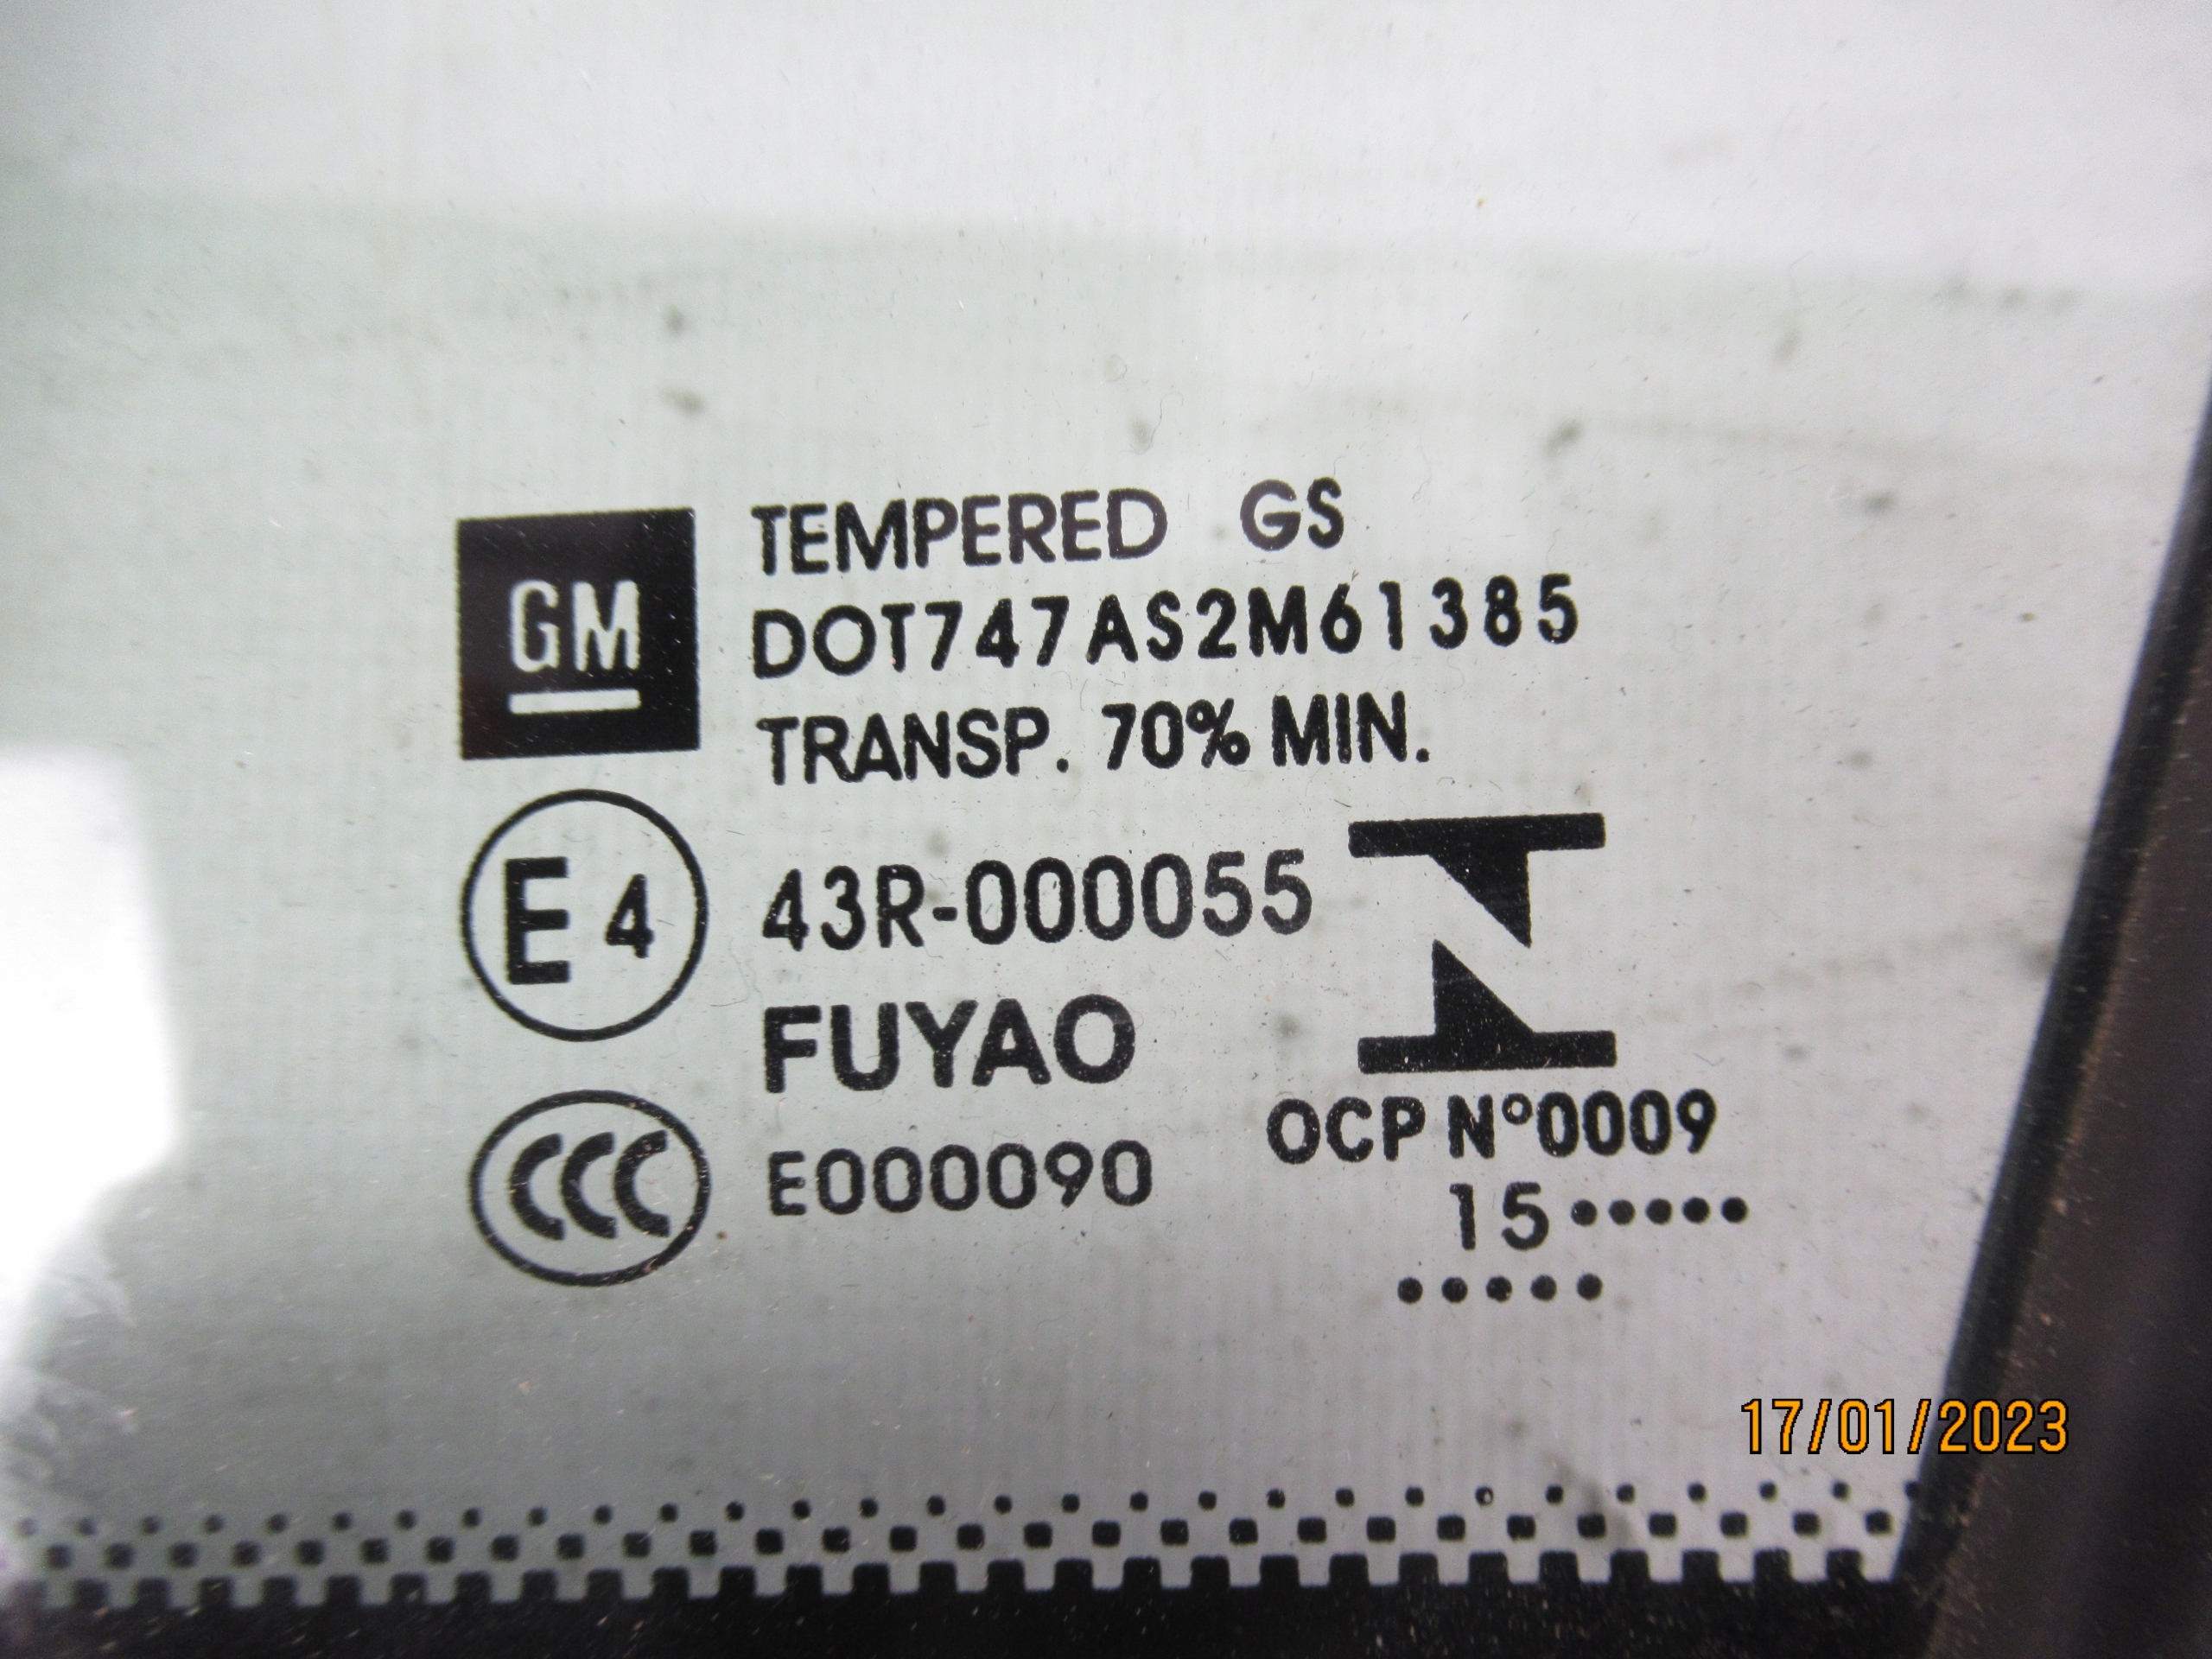 GM
TEMPERED GS
DOT747AS2M61385
TRANSP. 70% MIN.
E 4
43R-000055
FUYAO
CCC
E000090
OCP N°0009
15•••••
•••••
17/01/2023